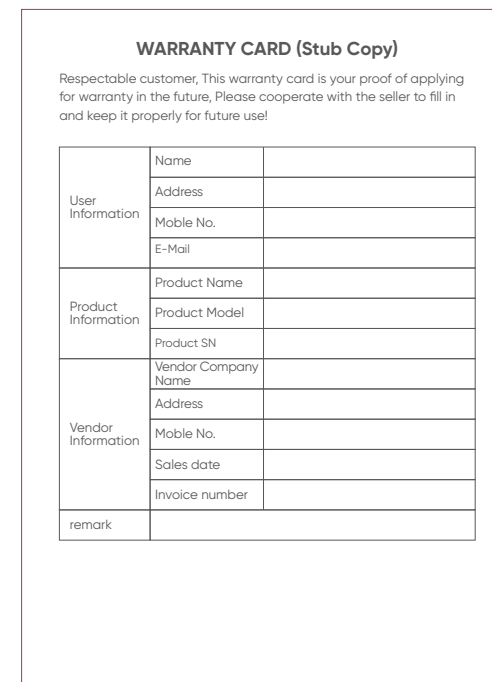 WARRANTY CARD (Stub Copy)
Respectable customer, This warranty card is your proof of applying
for warranty in the future, Please cooperate with the seller to fill in
and keep it properly for future use!
User
Information
Name
Address
Moble No.
E-Mail
Product
Information
Product Name
Product Model
Product SN
Vendor
Information
Vendor Company
Name
Address
Moble No.
Sales date
Invoice number
remark